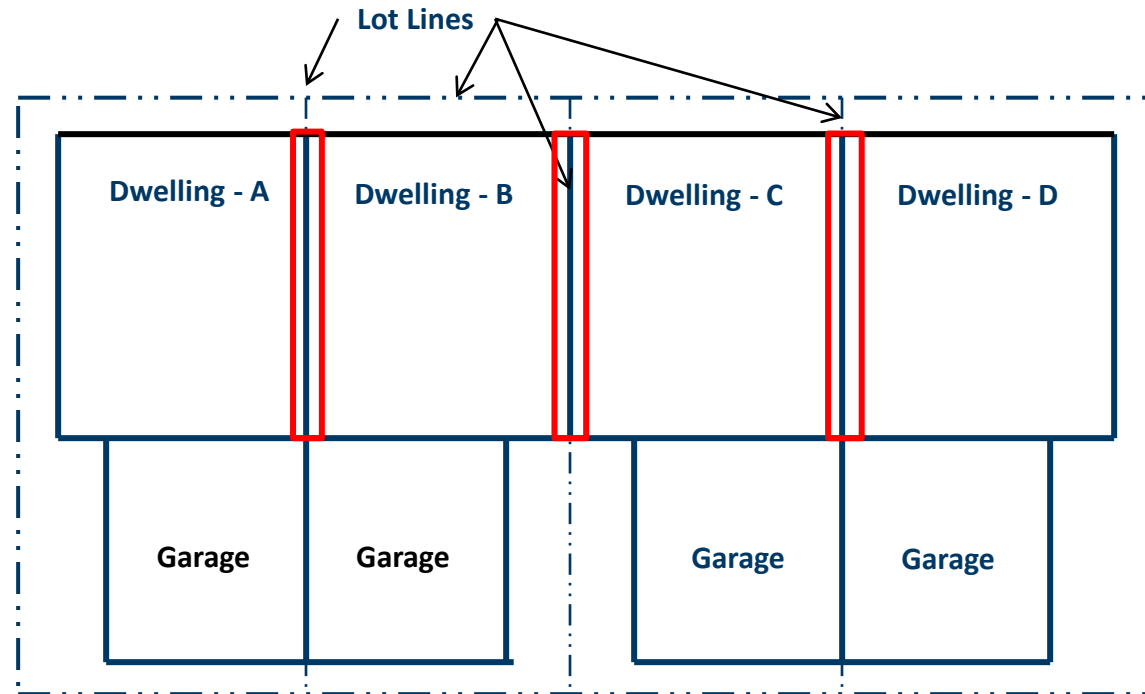 Lot Lines
Dwelling - A
Dwelling - B
Dwelling - C
Dwelling - D
Garage
Garage
Garage
Garage